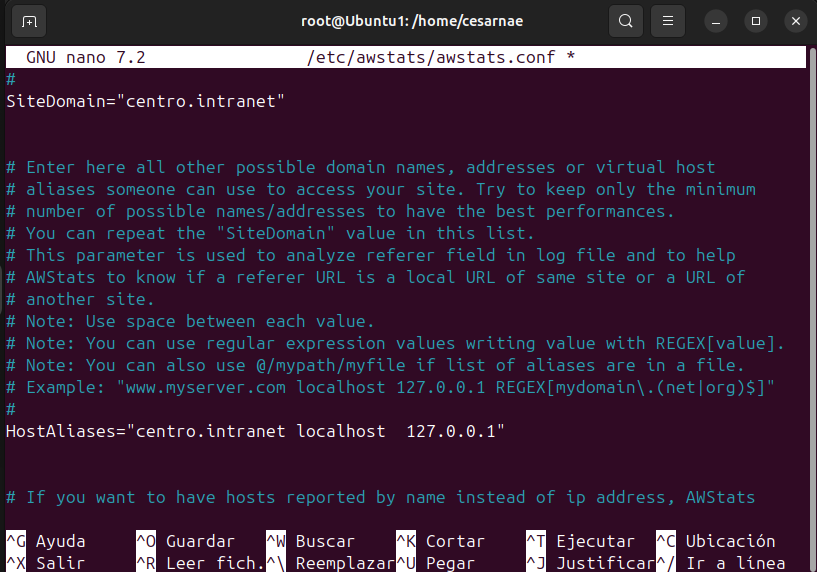 root@Ubuntu1: /home/cesarnae
GNU nano 7.2 /etc/awstats/awstats.conf *
#
SiteDomain="centro.intranet"
# Enter here all other possible domain names, addresses or virtual host
# aliases someone can use to access your site. Try to keep only the minimum
# number of possible names/addresses to have the best performances.
# You can repeat the "SiteDomain" value in this list.
# This parameter is used to analyze referer field in log file and to help
# AWStats to know if a referer URL is a local URL of same site or a URL of
# another site.
# Note: Use space between each value.
# Note: You can use regular expression values writing value with REGEX[value].
# Note: You can also use @/mypath/myfile if list of aliases are in a file.
# Example: "www.myserver.com localhost 127.0.0.1 REGEX[mydomain\.(net|org)$]"
#
HostAliases="centro.intranet localhost  127.0.0.1"
# If you want to have hosts reported by name instead of ip address, AWStats
^G Ayuda ^O Guardar ^W Buscar ^K Cortar ^T Ejecutar ^C Ubicación
^X Salir ^R Leer fich. ^\ Reemplazar ^U Pegar ^J Justificar ^/ Ir a línea